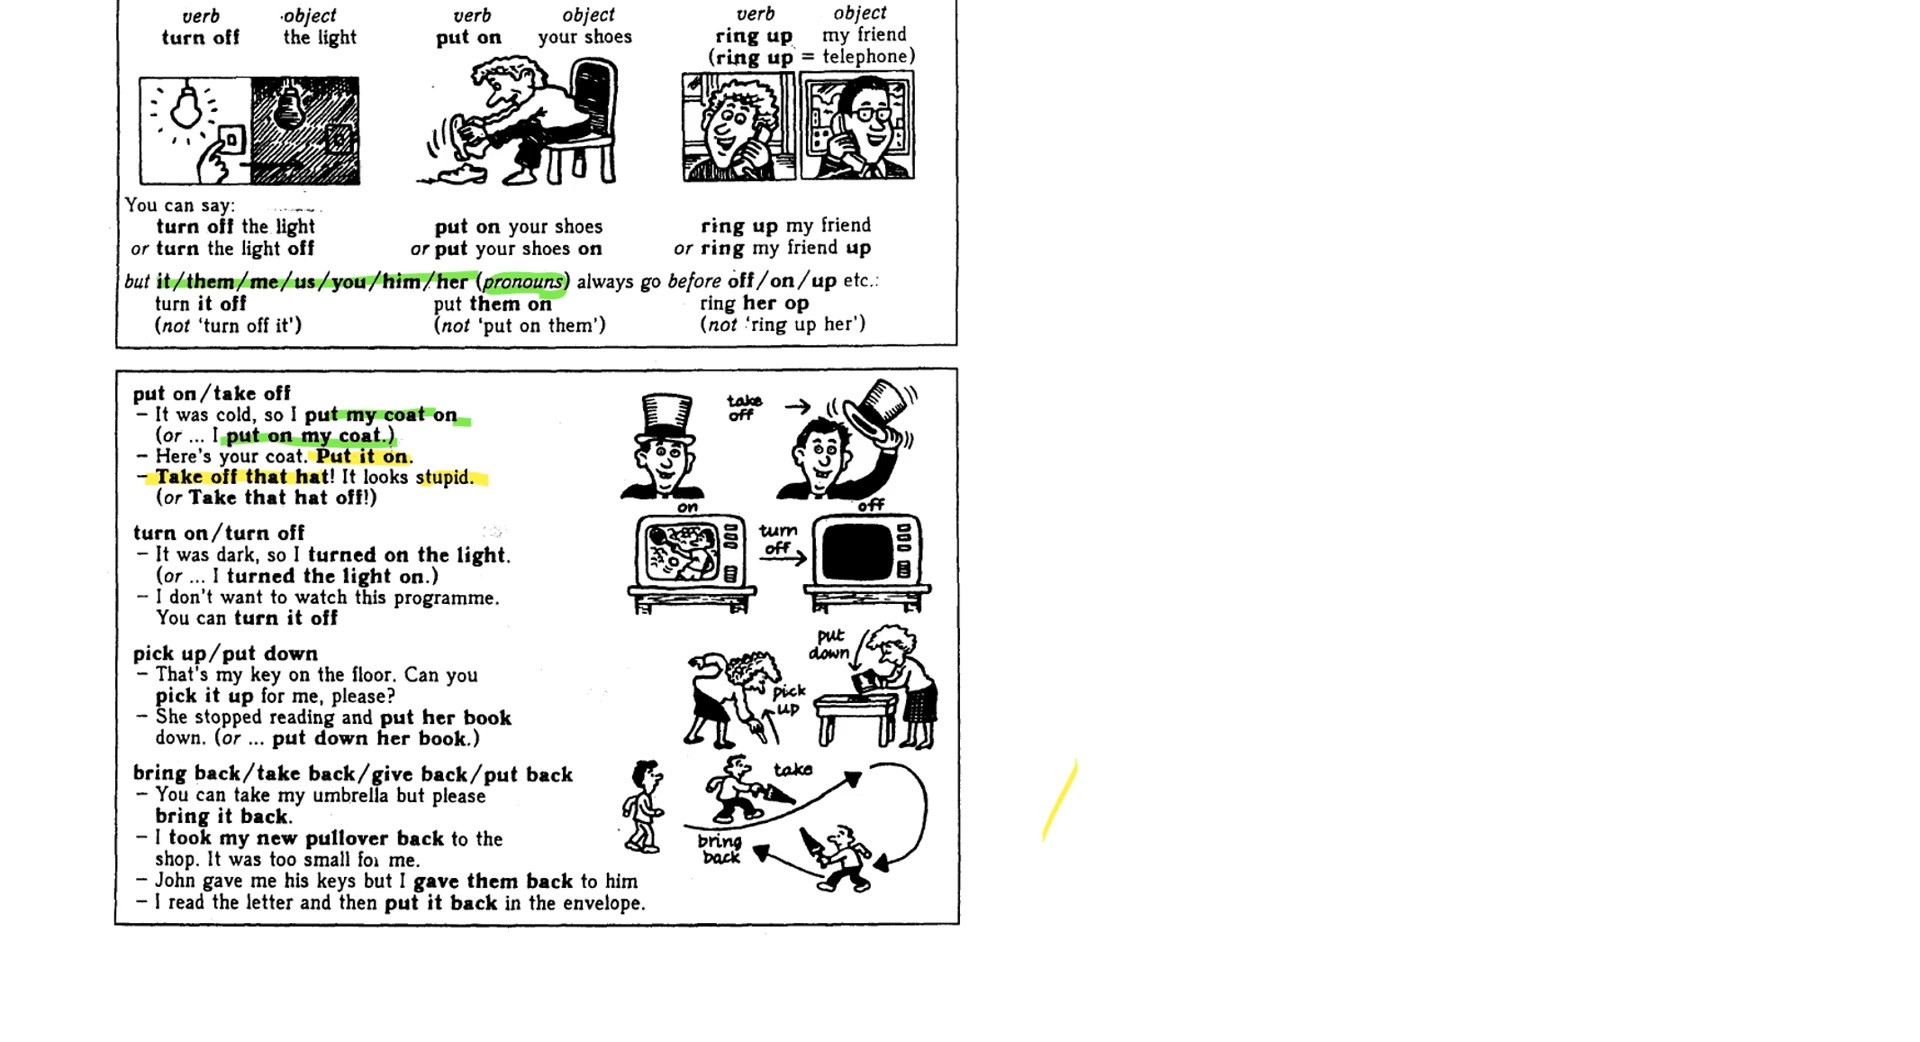 verb object verb object verb object
turn off the light put on your shoes ring up my friend
(ring up = telephone)
You can say:
turn off the light put on your shoes ring up my friend
or turn the light off or put your shoes on or ring my friend up
but it/them/me/us/you/him/her (pronouns) always go before off/on/up etc.:
turn it off put them on ring her op
(not 'turn off it') (not 'put on them') (not 'ring up her')
put on/take off
– It was cold, so I put my coat on
(or ... I put on my coat.)
– Here's your coat. Put it on.
– Take off that hat! It looks stupid.
(or Take that hat off!)
take
off
turn on/turn off
– It was dark, so I turned on the light.
(or ... I turned the light on.)
– I don't want to watch this programme.
You can turn it off
on off
turn
off
pick up/put down
– That's my key on the floor. Can you
pick it up for me, please?
– She stopped reading and put her book
down. (or ... put down her book.)
put
down
pick
up
bring back/take back/give back/put back
– You can take my umbrella but please
bring it back.
– I took my new pullover back to the
shop. It was too small for me.
– John gave me his keys but I gave them back to him
– I read the letter and then put it back in the envelope.
take
bring
back